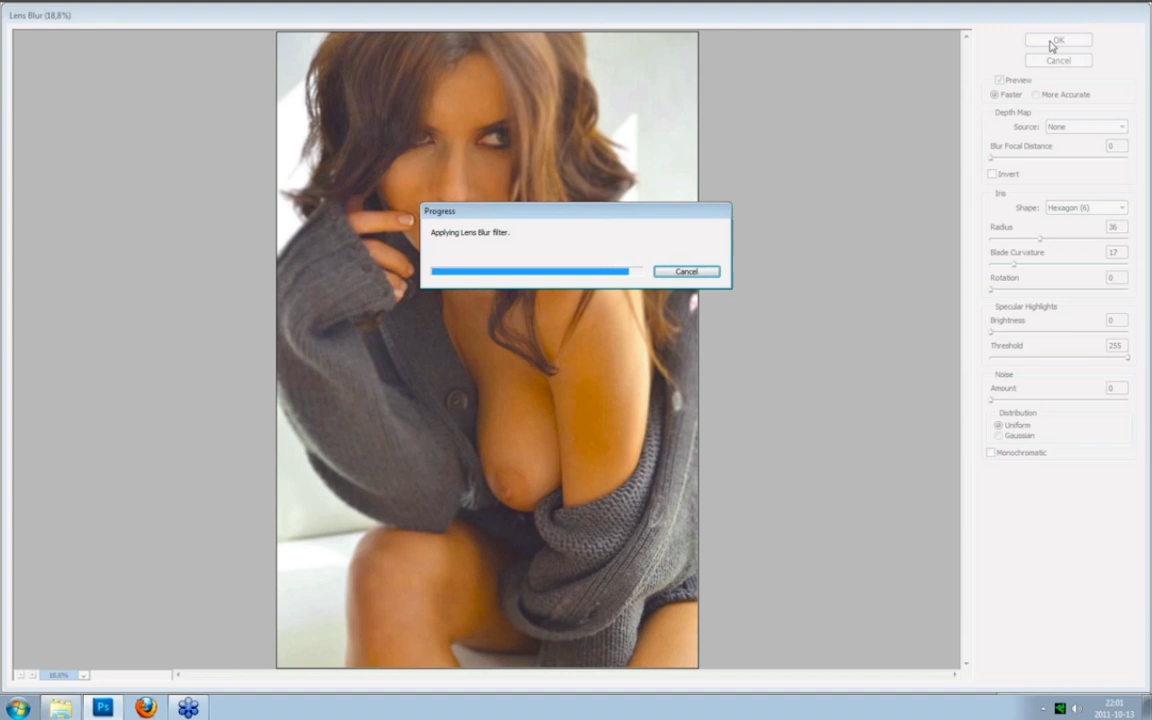 Lens Blur (18,8%)
OK
Cancel
Preview
Faster
More Accurate
Depth Map
Source: None
Blur Focal Distance 0
Invert
Progress
Applying Lens Blur filter.
Cancel
Iris
Shape: Hexagon (6)
Radius 36
Blade Curvature 17
Rotation 0
Specular Highlights
Brightness 0
Threshold 255
Noise
Amount 0
Distribution
Uniform
Gaussian
Monochromatic
18,8%
Ps
22:01
2011-10-13